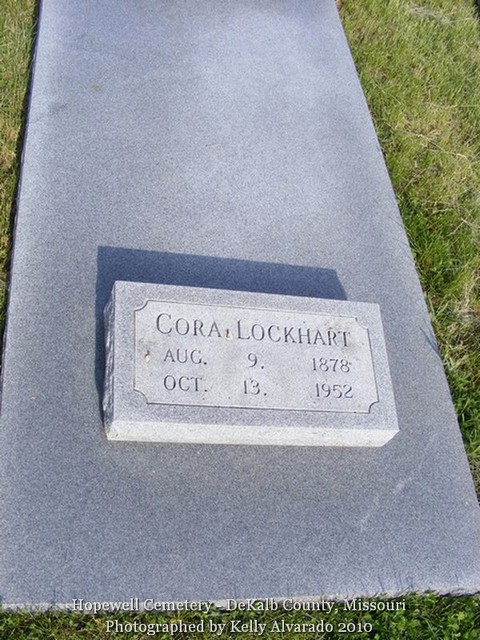 CORA LOCKHART
AUG. 9. 1878
OCT. 13. 1952
Hopewell Cemetery - DeKalb County, Missouri
Photographed by Kelly Alvarado 2010